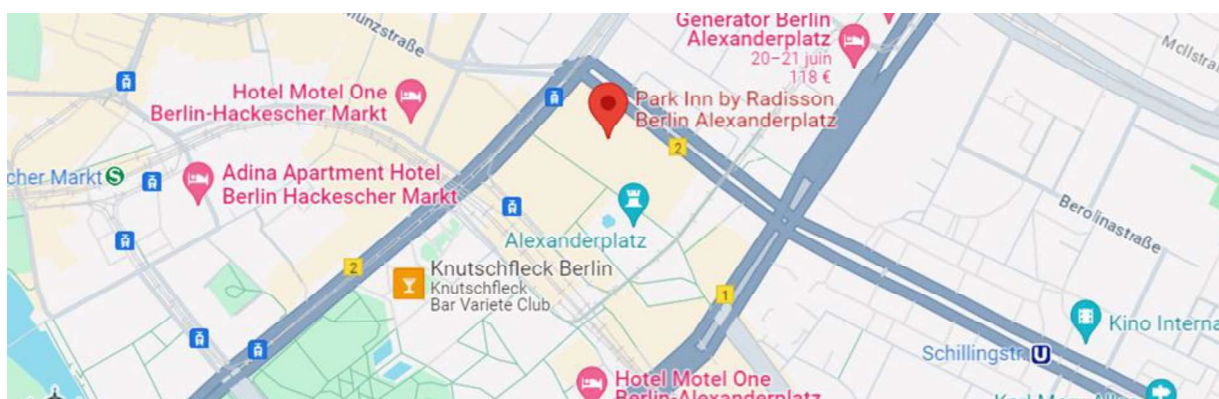 Münzstraße
Generator Berlin
Alexanderplatz
20–21 juin
118 €
Hotel Motel One
Berlin-Hackescher Markt
Park Inn by Radisson
Berlin Alexanderplatz
2
cher Markt S
Adina Apartment Hotel
Berlin Hackescher Markt
Berolinastraße
Alexanderplatz
2
Knutschfleck Berlin
Knutschfleck
Bar Variete Club
1
Kino Interna
Schillingstr. U
Hotel Motel One
Berlin-Alexanderplatz